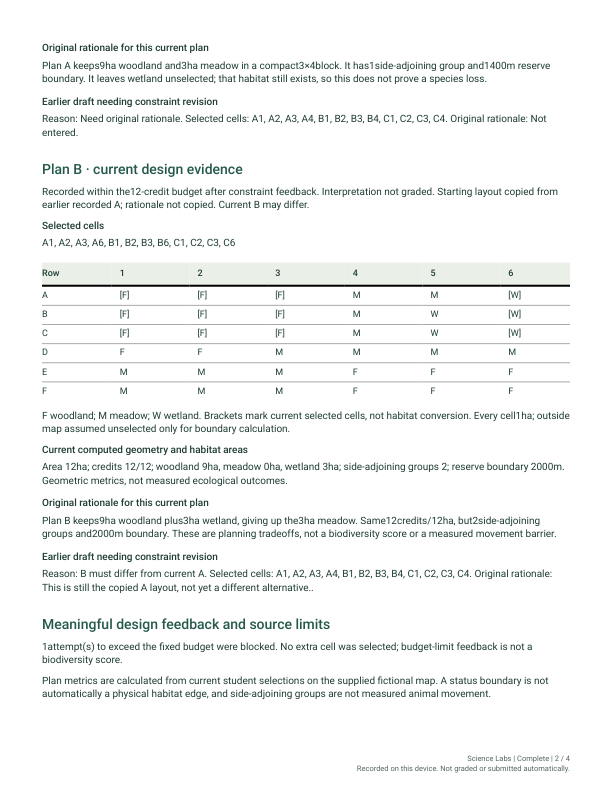 Original rationale for this current plan
Plan A keeps9ha woodland and3ha meadow in a compact3×4block. It has1side-adjoining group and1400m reserve
boundary. It leaves wetland unselected; that habitat still exists, so this does not prove a species loss.
Earlier draft needing constraint revision
Reason: Need original rationale. Selected cells: A1, A2, A3, A4, B1, B2, B3, B4, C1, C2, C3, C4. Original rationale: Not
entered.
Plan B · current design evidence
Recorded within the12-credit budget after constraint feedback. Interpretation not graded. Starting layout copied from
earlier recorded A; rationale not copied. Current B may differ.
Selected cells
A1, A2, A3, A6, B1, B2, B3, B6, C1, C2, C3, C6
Row 1 2 3 4 5 6
A [F] [F] [F] M M [W]
B [F] [F] [F] M W [W]
C [F] [F] [F] M W [W]
D F F M M M M
E M M M F F F
F M M M F F F
F woodland; M meadow; W wetland. Brackets mark current selected cells, not habitat conversion. Every cell1ha; outside
map assumed unselected only for boundary calculation.
Current computed geometry and habitat areas
Area 12ha; credits 12/12; woodland 9ha, meadow 0ha, wetland 3ha; side-adjoining groups 2; reserve boundary 2000m.
Geometric metrics, not measured ecological outcomes.
Original rationale for this current plan
Plan B keeps9ha woodland plus3ha wetland, giving up the3ha meadow. Same12credits/12ha, but2side-adjoining
groups and2000m boundary. These are planning tradeoffs, not a biodiversity score or a measured movement barrier.
Earlier draft needing constraint revision
Reason: B must differ from current A. Selected cells: A1, A2, A3, A4, B1, B2, B3, B4, C1, C2, C3, C4. Original rationale:
This is still the copied A layout, not yet a different alternative..
Meaningful design feedback and source limits
1attempt(s) to exceed the fixed budget were blocked. No extra cell was selected; budget-limit feedback is not a
biodiversity score.
Plan metrics are calculated from current student selections on the supplied fictional map. A status boundary is not
automatically a physical habitat edge, and side-adjoining groups are not measured animal movement.
Science Labs | Complete | 2 / 4
Recorded on this device. Not graded or submitted automatically.